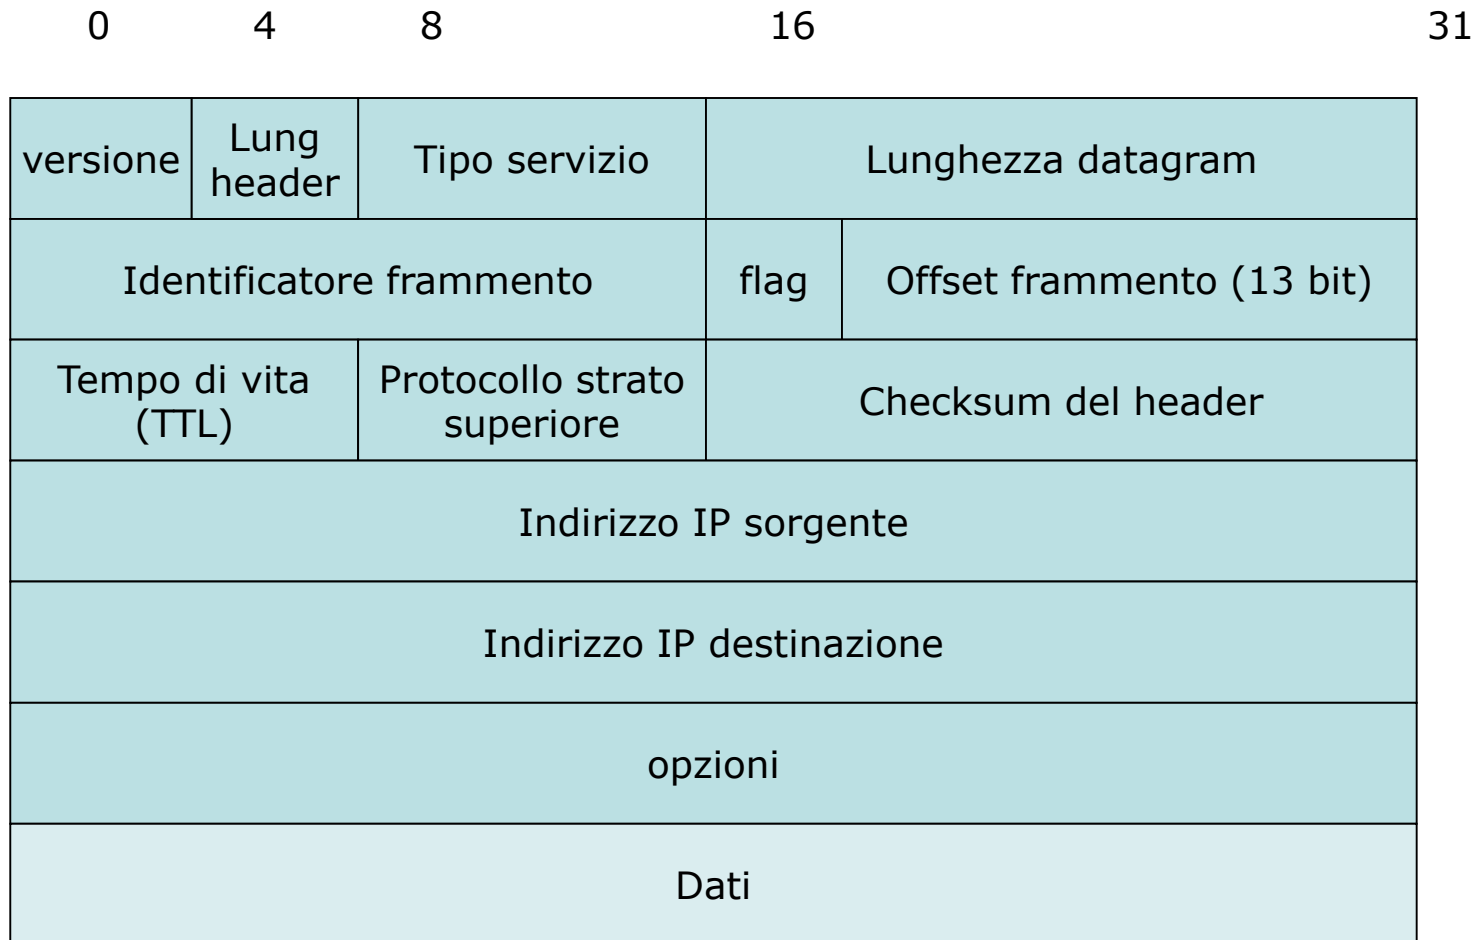 0 4 8 16 31
versione Lung header Tipo servizio Lunghezza datagram
Identificatore frammento flag Offset frammento (13 bit)
Tempo di vita (TTL) Protocollo strato superiore Checksum del header
Indirizzo IP sorgente
Indirizzo IP destinazione
opzioni
Dati